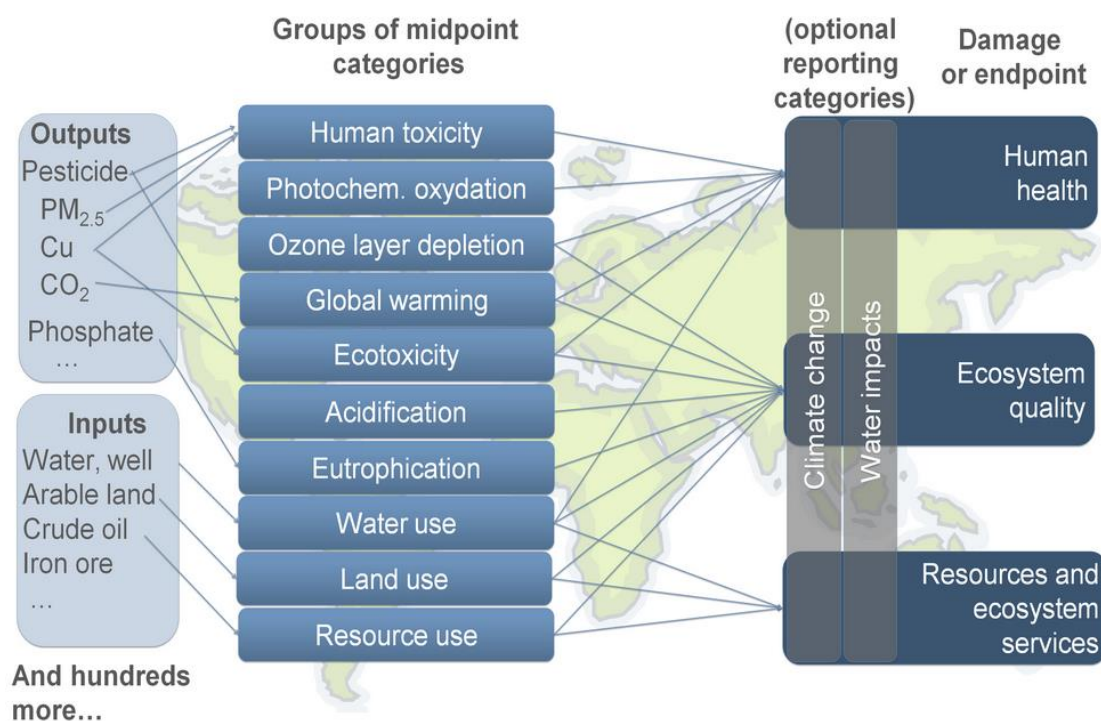 Groups of midpoint
categories
(optional
reporting
categories)
Damage
or endpoint
Outputs
Pesticide
PM2.5
Cu
CO2
Phosphate
...
Inputs
Water, well
Arable land
Crude oil
Iron ore
...
And hundreds
more...
Human toxicity
Photochem. oxydation
Ozone layer depletion
Global warming
Ecotoxicity
Acidification
Eutrophication
Water use
Land use
Resource use
Climate change
Water impacts
Human
health
Ecosystem
quality
Resources and
ecosystem
services